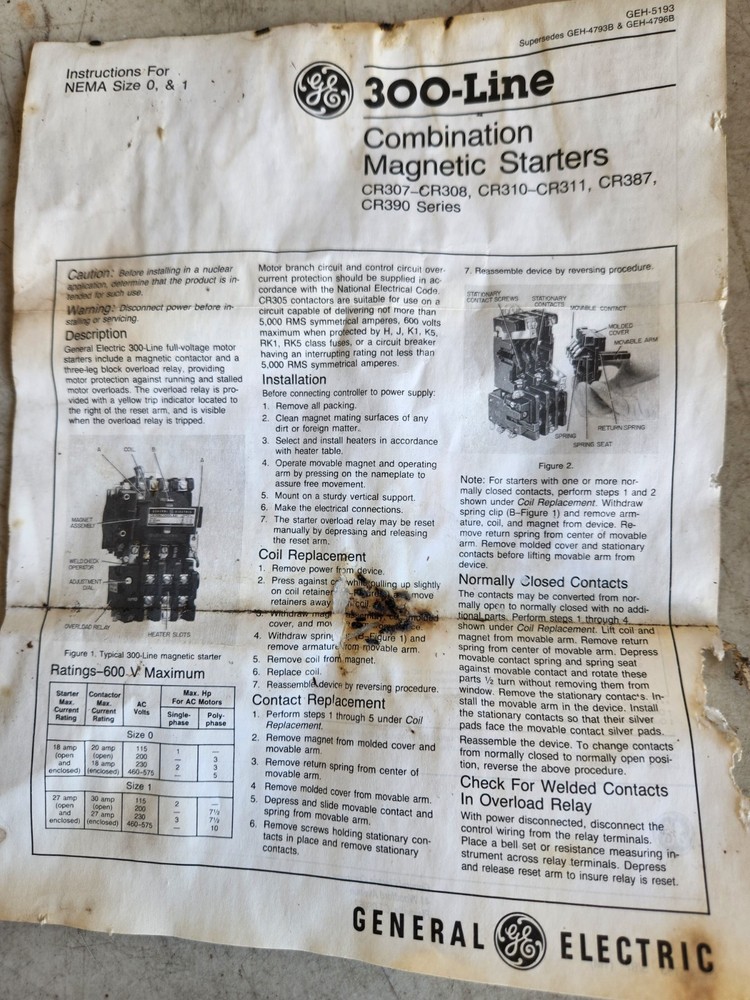 GEH-5193
Supersedes GEH-4793B & GEH-4796B
Instructions For
NEMA Size 0, & 1
GE
300-Line
Combination
Magnetic Starters
CR307–CR308, CR310–CR311, CR387,
CR390 Series
Caution: Before installing in a nuclear
application, determine that the product is in-
tended for such use.
Warning: Disconnect power before in-
stalling or servicing.
Description
General Electric 300-Line full-voltage motor
starters include a magnetic contactor and a
three-leg block overload relay, providing
motor protection against running and stalled
motor overloads. The overload relay is pro-
vided with a yellow trip indicator located to
the right of the reset arm, and is visible
when the overload relay is tripped.
A COIL B A
MAGNET
ASSEMBLY
GENERAL ELECTRIC
WELD CHECK
OPERATOR
ADJUSTMENT
DIAL
OVERLOAD RELAY
HEATER SLOTS
Figure 1. Typical 300-Line magnetic starter
Ratings–600 V Maximum
Starter Max. Current Rating
Contactor Max. Current Rating
AC Volts
Max. Hp For AC Motors
Single-phase
Poly-phase
Size 0
18 amp 20 amp 115 1 —
(open (open) 200 — 3
and 18 amp 230 2 3
enclosed) (enclosed) 460-575 — 5
Size 1
27 amp 30 amp 115 2 —
(open (open) 200 — 7½
and 27 amp 230 3 7½
enclosed) (enclosed) 460-575 — 10
Motor branch circuit and control circuit over-
current protection should be supplied in ac-
cordance with the National Electrical Code.
CR305 contactors are suitable for use on a
circuit capable of delivering not more than
5,000 RMS symmetrical amperes, 600 volts
maximum when protected by H, J, K1, K5,
RK1, RK5 class fuses, or a circuit breaker
having an interrupting rating not less than
5,000 RMS symmetrical amperes.
Installation
Before connecting controller to power supply:
1. Remove all packing.
2. Clean magnet mating surfaces of any
dirt or foreign matter.
3. Select and install heaters in accordance
with heater table.
4. Operate movable magnet and operating
arm by pressing on the nameplate to
assure free movement.
5. Mount on a sturdy vertical support.
6. Make the electrical connections.
7. The starter overload relay may be reset
manually by depressing and releasing
the reset arm.
Coil Replacement
1. Remove power from device.
2. Press against while pulling up slightly
on coil retainer move
retainers away coil
3. Withdraw molded
cover, and
4. Withdraw spring Figure 1) and
remove armature from movable arm.
5. Remove coil from magnet.
6. Replace coil.
7. Reassemble device by reversing procedure.
Contact Replacement
1. Perform steps 1 through 5 under Coil
Replacement.
2. Remove magnet from molded cover and
movable arm.
3. Remove return spring from center of
movable arm.
4 Remove molded cover from movable arm.
5. Depress and slide movable contact and
spring from movable arm.
6. Remove screws holding stationary con-
tacts in place and remove stationary
contacts.
7. Reassemble device by reversing procedure.
STATIONARY
CONTACT SCREWS
STATIONARY
CONTACTS
MOVABLE CONTACT
MOLDED
COVER
MOVABLE ARM
RETURN SPRING
SPRING
SPRING SEAT
Figure 2.
Note: For starters with one or more nor-
mally closed contacts, perform steps 1 and 2
shown under Coil Replacement. Withdraw
spring clip (B–Figure 1) and remove arm-
ature, coil, and magnet from device. Re-
move return spring from center of movable
arm. Remove molded cover and stationary
contacts before lifting movable arm from
device.
Normally Closed Contacts
The contacts may be converted from nor-
mally open to normally closed with no addi-
tional parts. Perform steps 1 through 4
shown under Coil Replacement. Lift coil and
magnet from movable arm. Remove return
spring from center of movable arm. Depress
movable contact spring and spring seat
against movable contact and rotate these
parts ½ turn without removing them from
window. Remove the stationary contacts. In-
stall the movable arm in the device. Install
the stationary contacts so that their silver
pads face the movable contact silver pads.
Reassemble the device. To change contacts
from normally closed to normally open posi-
tion, reverse the above procedure.
Check For Welded Contacts
In Overload Relay
With power disconnected, disconnect the
control wiring from the relay terminals.
Place a bell set or resistance measuring in-
strument across relay terminals. Depress
and release reset arm to insure relay is reset.
GENERAL GE ELECTRIC